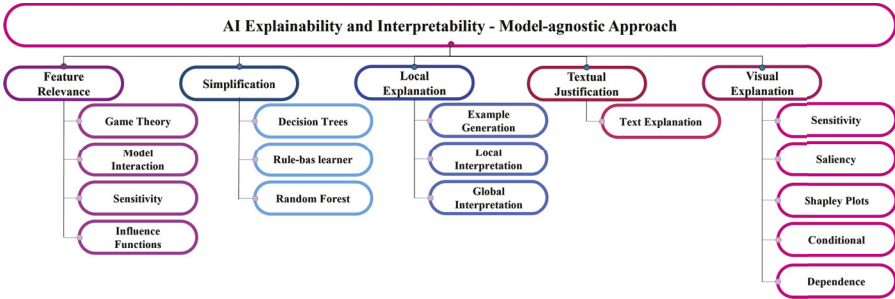 AI Explainability and Interpretability - Model-agnostic Approach
Feature
Relevance
Simplification
Local
Explanation
Textual
Justification
Visual
Explanation
Game Theory
Model
Interaction
Sensitivity
Influence
Functions
Decision Trees
Rule-bas learner
Random Forest
Example
Generation
Local
Interpretation
Global
Interpretation
Text Explanation
Sensitivity
Saliency
Shapley Plots
Conditional
Dependence